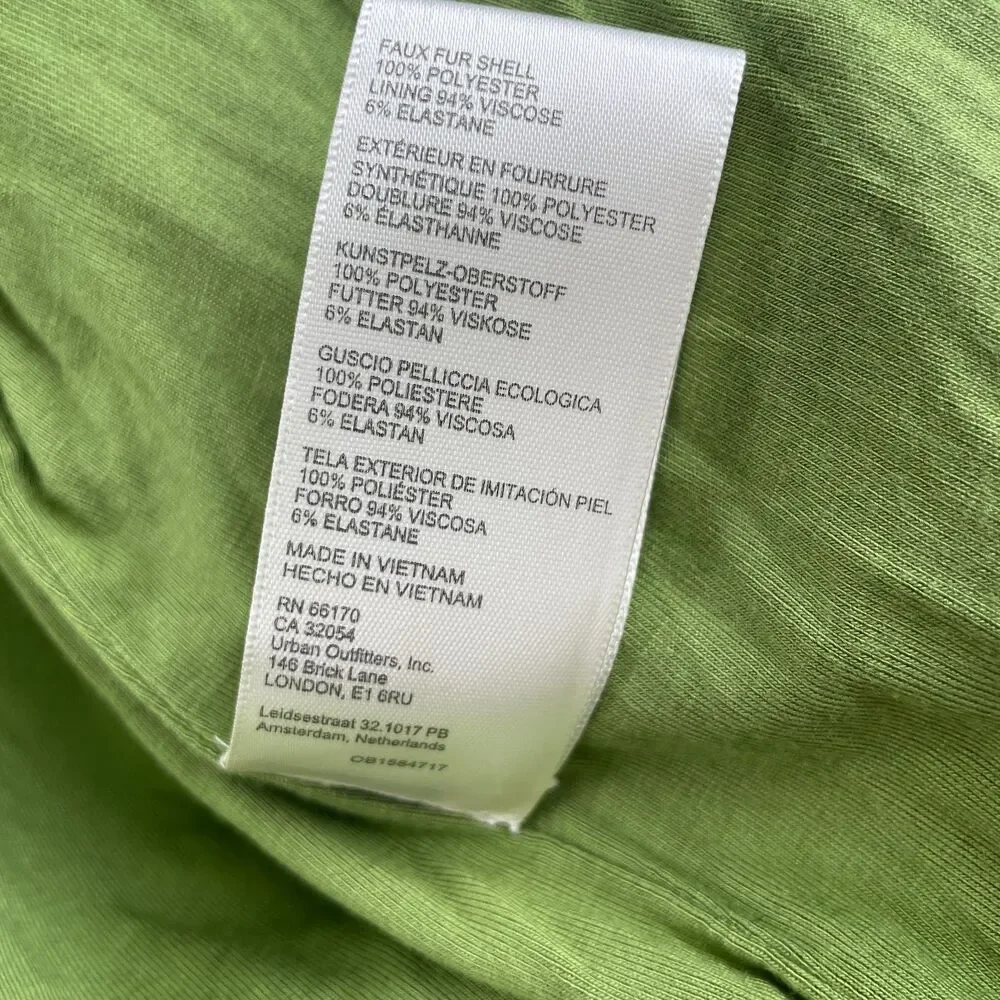 FAUX FUR SHELL
100% POLYESTER
LINING 94% VISCOSE
6% ELASTANE
EXTÉRIEUR EN FOURRURE
SYNTHÉTIQUE 100% POLYESTER
DOUBLURE 94% VISCOSE
6% ÉLASTHANNE
KUNSTPELZ-OBERSTOFF
100% POLYESTER
FUTTER 94% VISKOSE
6% ELASTAN
GUSCIO PELLICCIA ECOLOGICA
100% POLIESTERE
FODERA 94% VISCOSA
6% ELASTAN
TELA EXTERIOR DE IMITACIÓN PIEL
100% POLIÉSTER
FORRO 94% VISCOSA
6% ELASTANE
MADE IN VIETNAM
HECHO EN VIETNAM
RN 66170
CA 32054
Urban Outfitters, Inc.
146 Brick Lane
LONDON, E1 6RU
Leidsestraat 32.1017 PB
Amsterdam, Netherlands
OB1584717